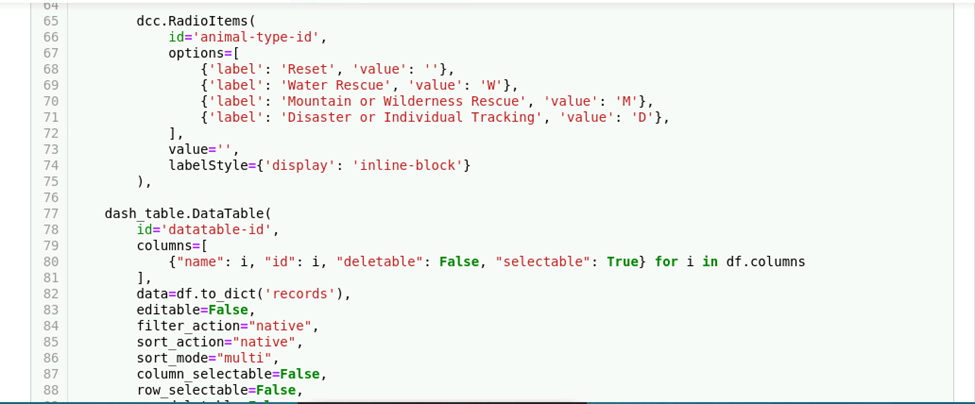 64
65 dcc.RadioItems(
66 id='animal-type-id',
67 options=[
68 {'label': 'Reset', 'value': ''},
69 {'label': 'Water Rescue', 'value': 'W'},
70 {'label': 'Mountain or Wilderness Rescue', 'value': 'M'},
71 {'label': 'Disaster or Individual Tracking', 'value': 'D'},
72 ],
73 value='',
74 labelStyle={'display': 'inline-block'}
75 ),
76
77 dash_table.DataTable(
78 id='datatable-id',
79 columns=[
80 {"name": i, "id": i, "deletable": False, "selectable": True} for i in df.columns
81 ],
82 data=df.to_dict('records'),
83 editable=False,
84 filter_action="native",
85 sort_action="native",
86 sort_mode="multi",
87 column_selectable=False,
88 row_selectable=False,